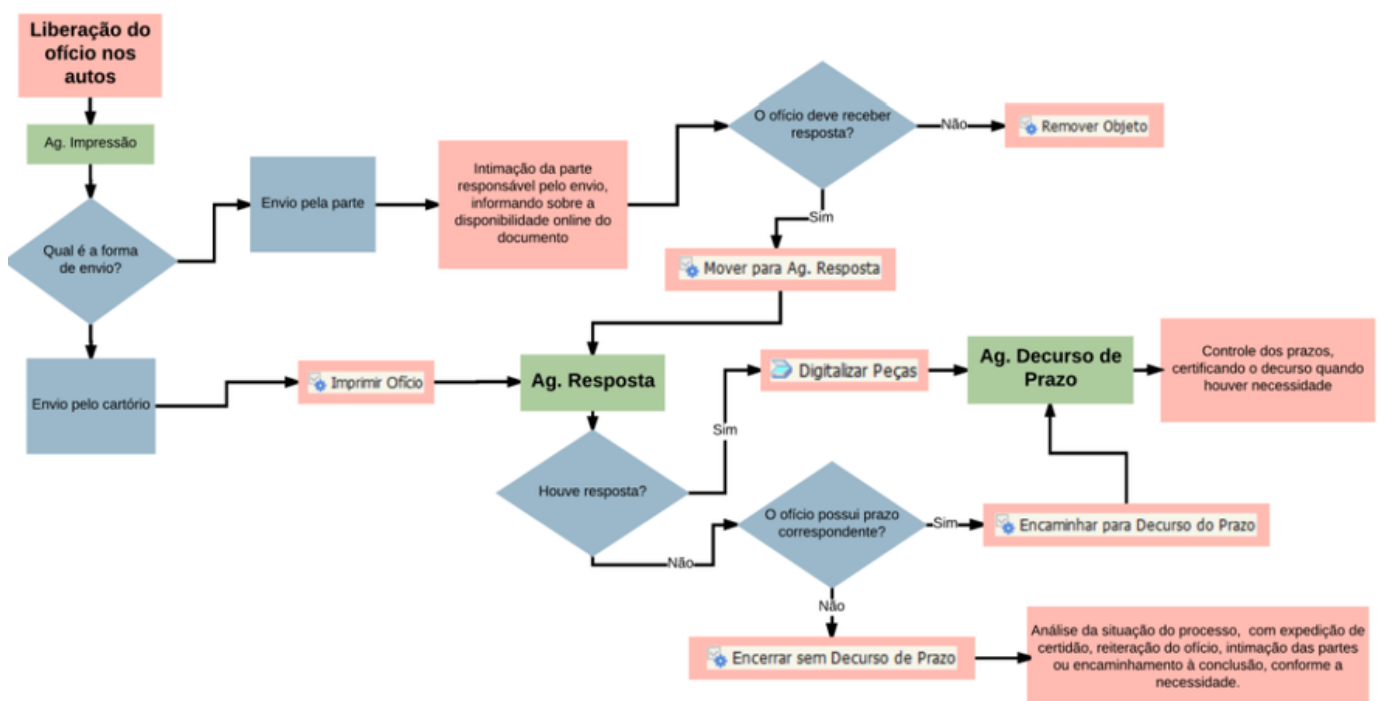 Liberação do
ofício nos
autos
Ag. Impressão
Qual é a forma
de envio?
Envio pela parte
Intimação da parte
responsável pelo envio,
informando sobre a
disponibilidade online do
documento
O ofício deve receber
resposta?
Não
Remover Objeto
Sim
Mover para Ag. Resposta
Envio pelo cartório
Imprimir Ofício
Ag. Resposta
Houve resposta?
Sim
Digitalizar Peças
Ag. Decurso de
Prazo
Controle dos prazos,
certificando o decurso quando
houver necessidade
Não
O ofício possui prazo
correspondente?
Sim
Encaminhar para Decurso do Prazo
Não
Encerrar sem Decurso de Prazo
Análise da situação do processo, com expedição de
certidão, reiteração do ofício, intimação das partes
ou encaminhamento à conclusão, conforme a
necessidade.